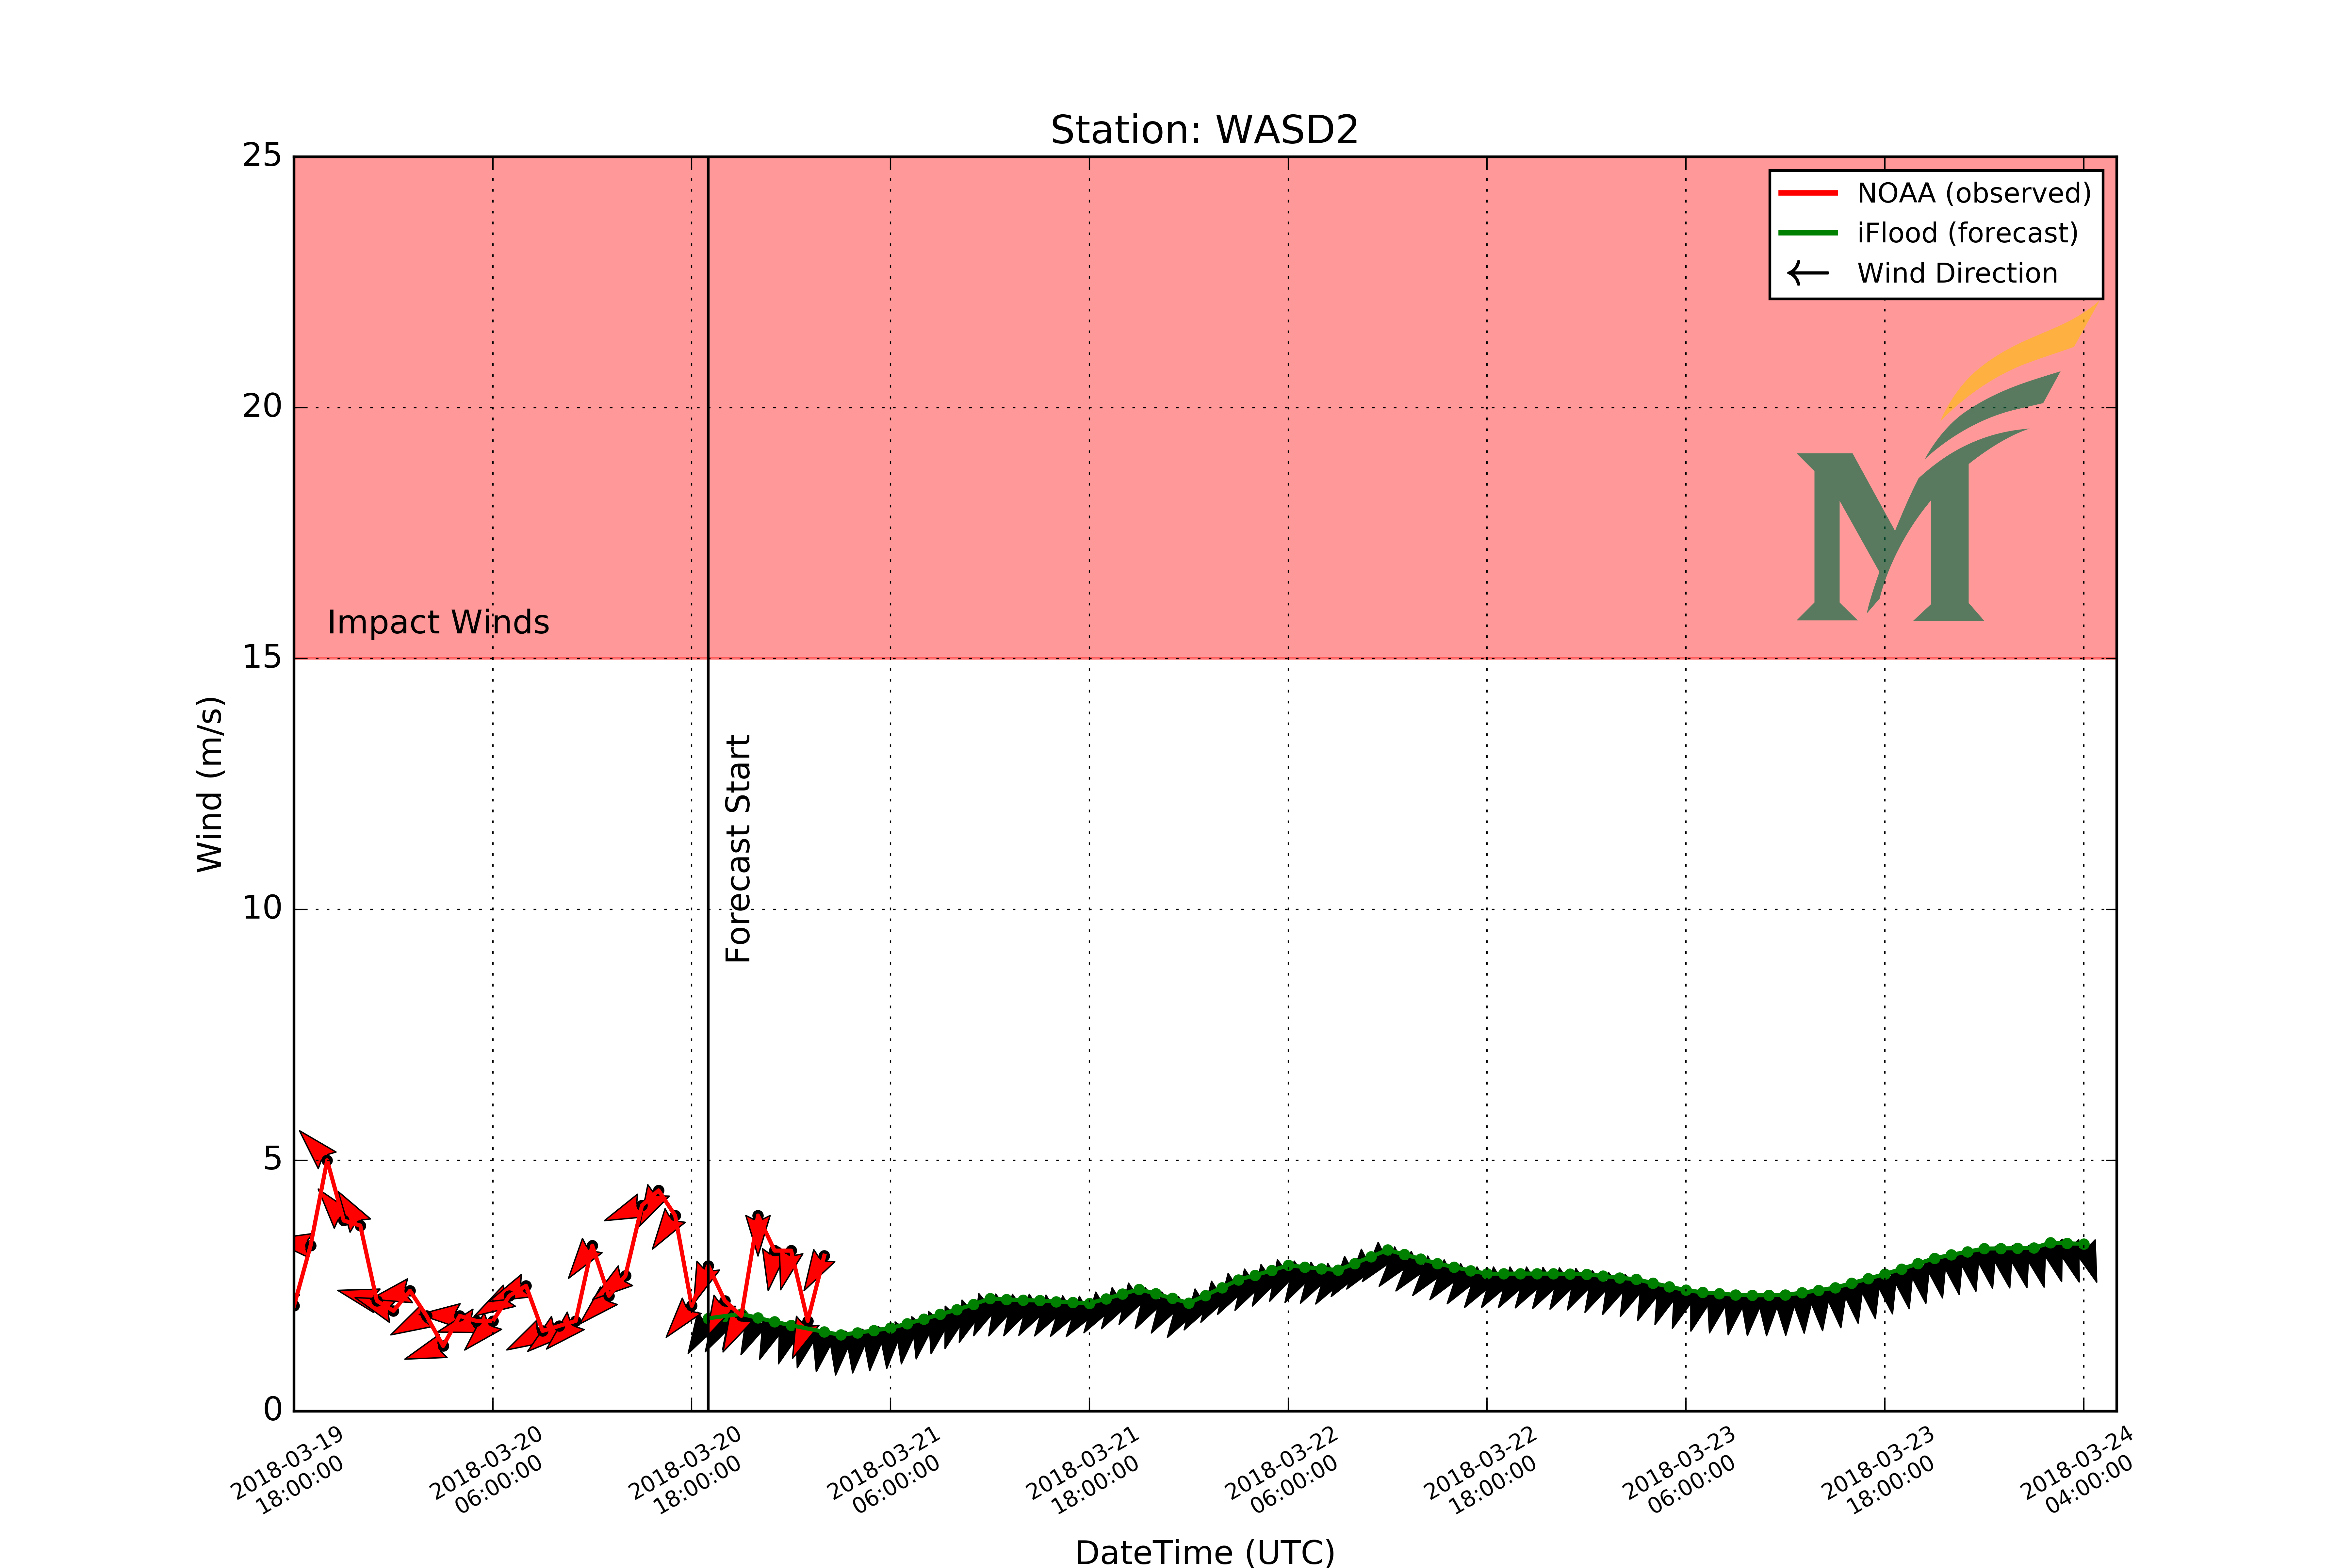 Station: WASD2
25
20
15
10
5
0
Wind (m/s)
NOAA (observed)
iFlood (forecast)
Wind Direction
M
Impact Winds
Forecast Start
2018-03-19
18:00:00
2018-03-20
06:00:00
2018-03-20
18:00:00
2018-03-21
06:00:00
2018-03-21
18:00:00
2018-03-22
06:00:00
2018-03-22
18:00:00
2018-03-23
06:00:00
2018-03-23
18:00:00
2018-03-24
04:00:00
DateTime (UTC)